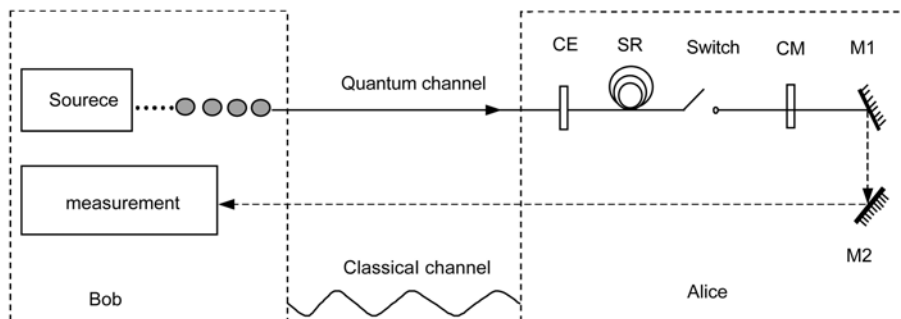 CE SR Switch CM M1
Quantum channel
Sourece
measurement
M2
Classical channel
Bob
Alice